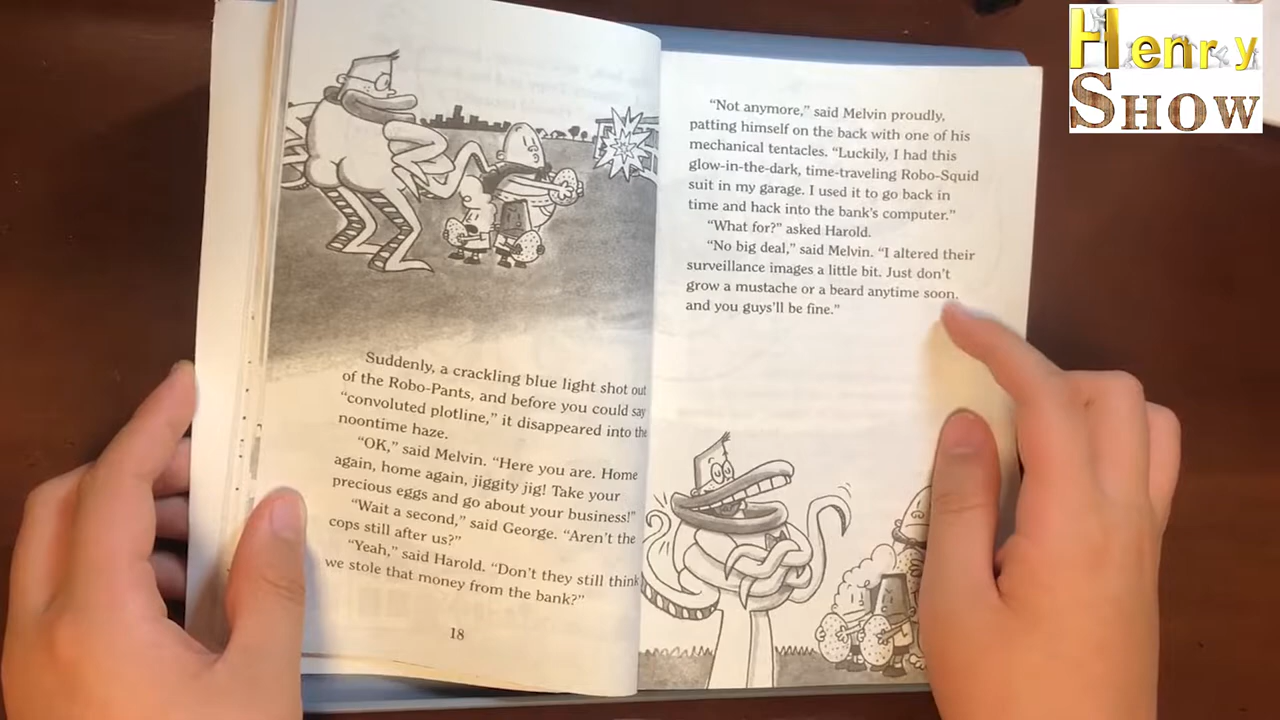 Suddenly, a crackling blue light shot out
of the Robo-Pants, and before you could say
“convoluted plotline,” it disappeared into the
noontime haze.
“OK,” said Melvin. “Here you are. Home
again, home again, jiggity jig! Take your
precious eggs and go about your business!”
“Wait a second,” said George. “Aren’t the
cops still after us?”
“Yeah,” said Harold. “Don’t they still think
we stole that money from the bank?”
18
“Not anymore,” said Melvin proudly,
patting himself on the back with one of his
mechanical tentacles. “Luckily, I had this
glow-in-the-dark, time-traveling Robo-Squid
suit in my garage. I used it to go back in
time and hack into the bank’s computer.”
“What for?” asked Harold.
“No big deal,” said Melvin. “I altered their
surveillance images a little bit. Just don’t
grow a mustache or a beard anytime soon,
and you guys’ll be fine.”
Henry
SHOW